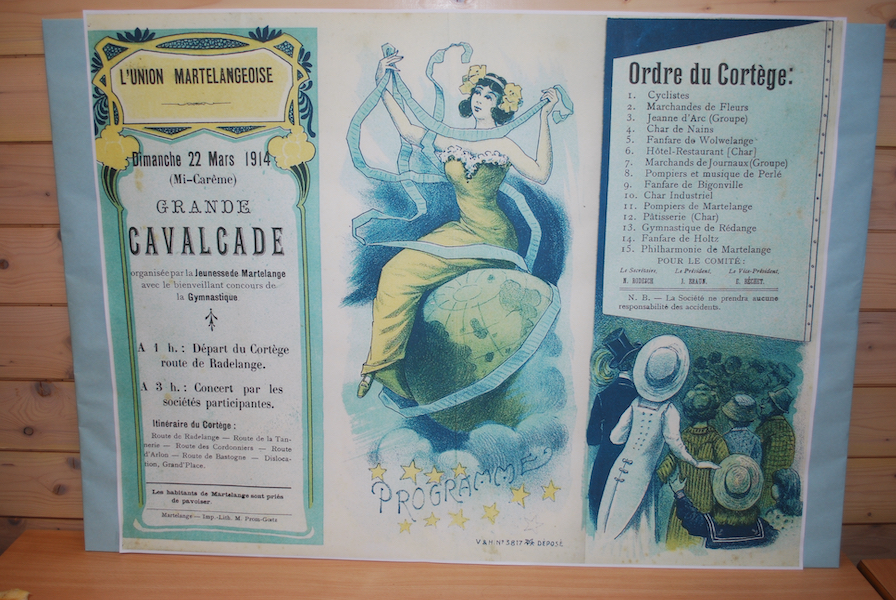 L'UNION MARTELANGEOISE
Dimanche 22 Mars 1914
(Mi-Carême)
GRANDE
CAVALCADE
organisée par la Jeunesse de Martelange
avec le bienveillant concours de
la Gymnastique
A 1 h.: Départ du Cortège
route de Radelange.
A 3 h.: Concert par les
sociétés participantes.
Itinéraire du Cortège :
Route de Radelange — Route de la Tan-
nerie — Route des Cordonniers — Route
d'Arlon — Route de Bastogne — Disloca-
tion, Grand'Place.
Les habitants de Martelange sont priés
de pavoiser.
Martelange — Imp.-Lith. M. Prom-Gietz
PROGRAMME
V & H N° 5817 DÉPOSÉ
Ordre du Cortège:
1. Cyclistes
2. Marchandes de Fleurs
3. Jeanne d'Arc (Groupe)
4. Char de Nains
5. Fanfare de Wolwelange
6. Hôtel-Restaurant (Char)
7. Marchands de Journaux (Groupe)
8. Pompiers et musique de Perlé
9. Fanfare de Bigonville
10. Char Industriel
11. Pompiers de Martelange
12. Pâtisserie (Char)
13. Gymnastique de Rédange
14. Fanfare de Holtz
15. Philharmonie de Martelange
POUR LE COMITÉ :
Le Secrétaire, Le Président, Le Vice-Président,
J. BRAUN.
N. B. — La Société ne prendra aucune
responsabilité des accidents.